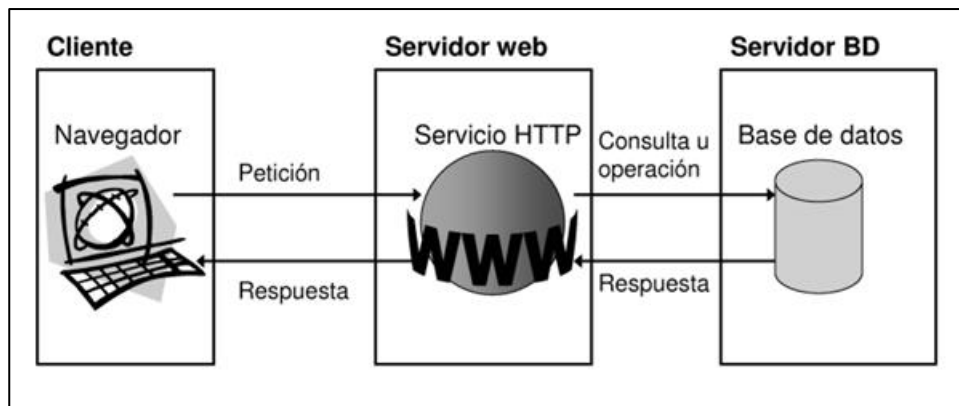 Cliente
Servidor web
Servidor BD
Navegador
Servicio HTTP
Base de datos
Petición
Consulta u
operación
WWW
Respuesta
Respuesta